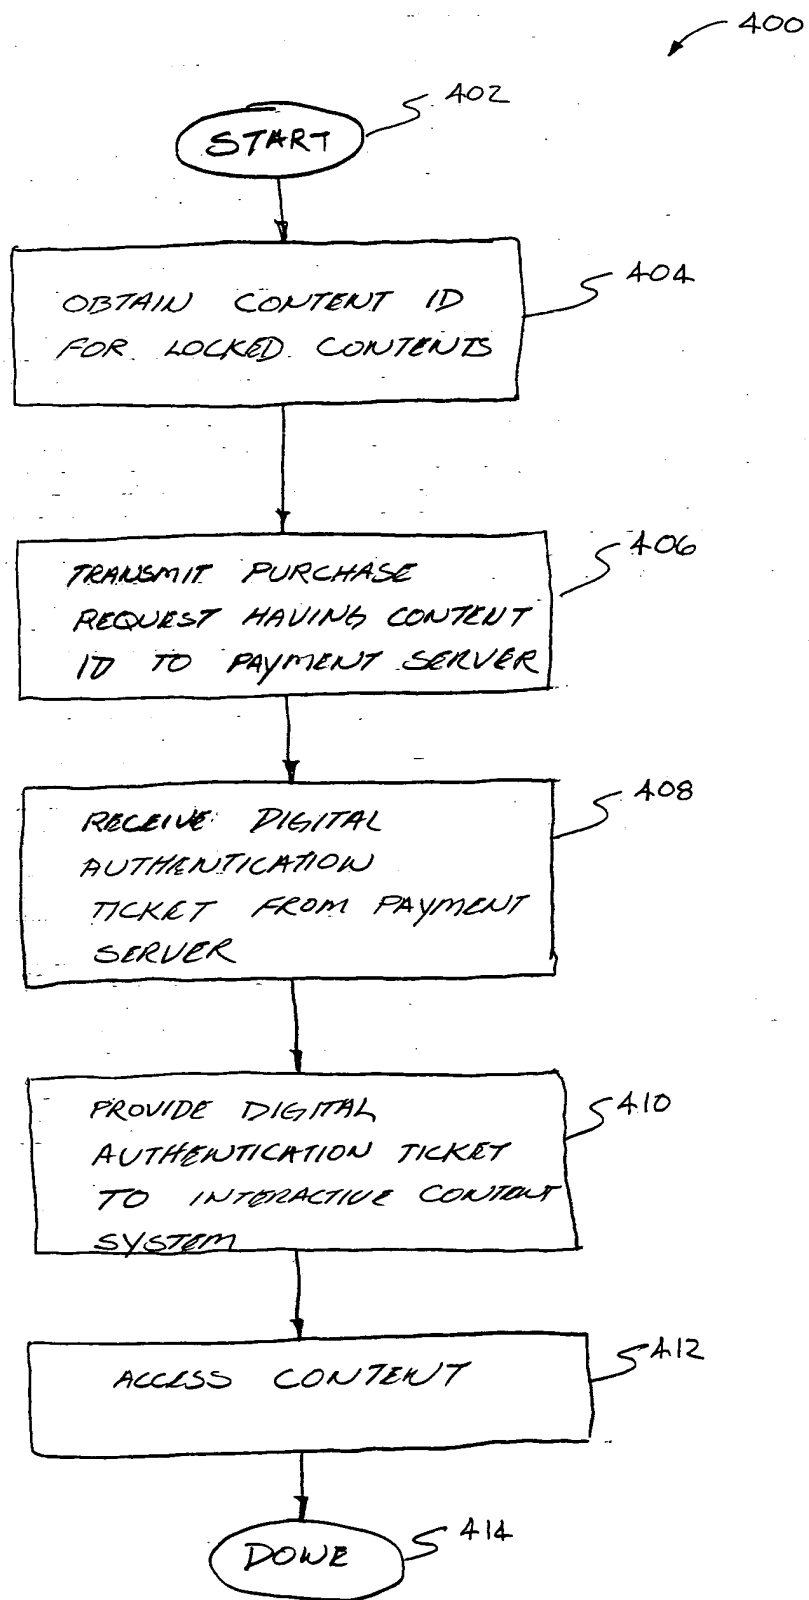 400
402
START
404
OBTAIN CONTENT ID
FOR LOCKED CONTENTS
406
TRANSMIT PURCHASE
REQUEST HAVING CONTENT
ID TO PAYMENT SERVER
408
RECEIVE DIGITAL
AUTHENTICATION
TICKET FROM PAYMENT
SERVER
410
PROVIDE DIGITAL
AUTHENTICATION TICKET
TO INTERACTIVE CONTENT
SYSTEM
412
ACCESS CONTENT
414
DONE